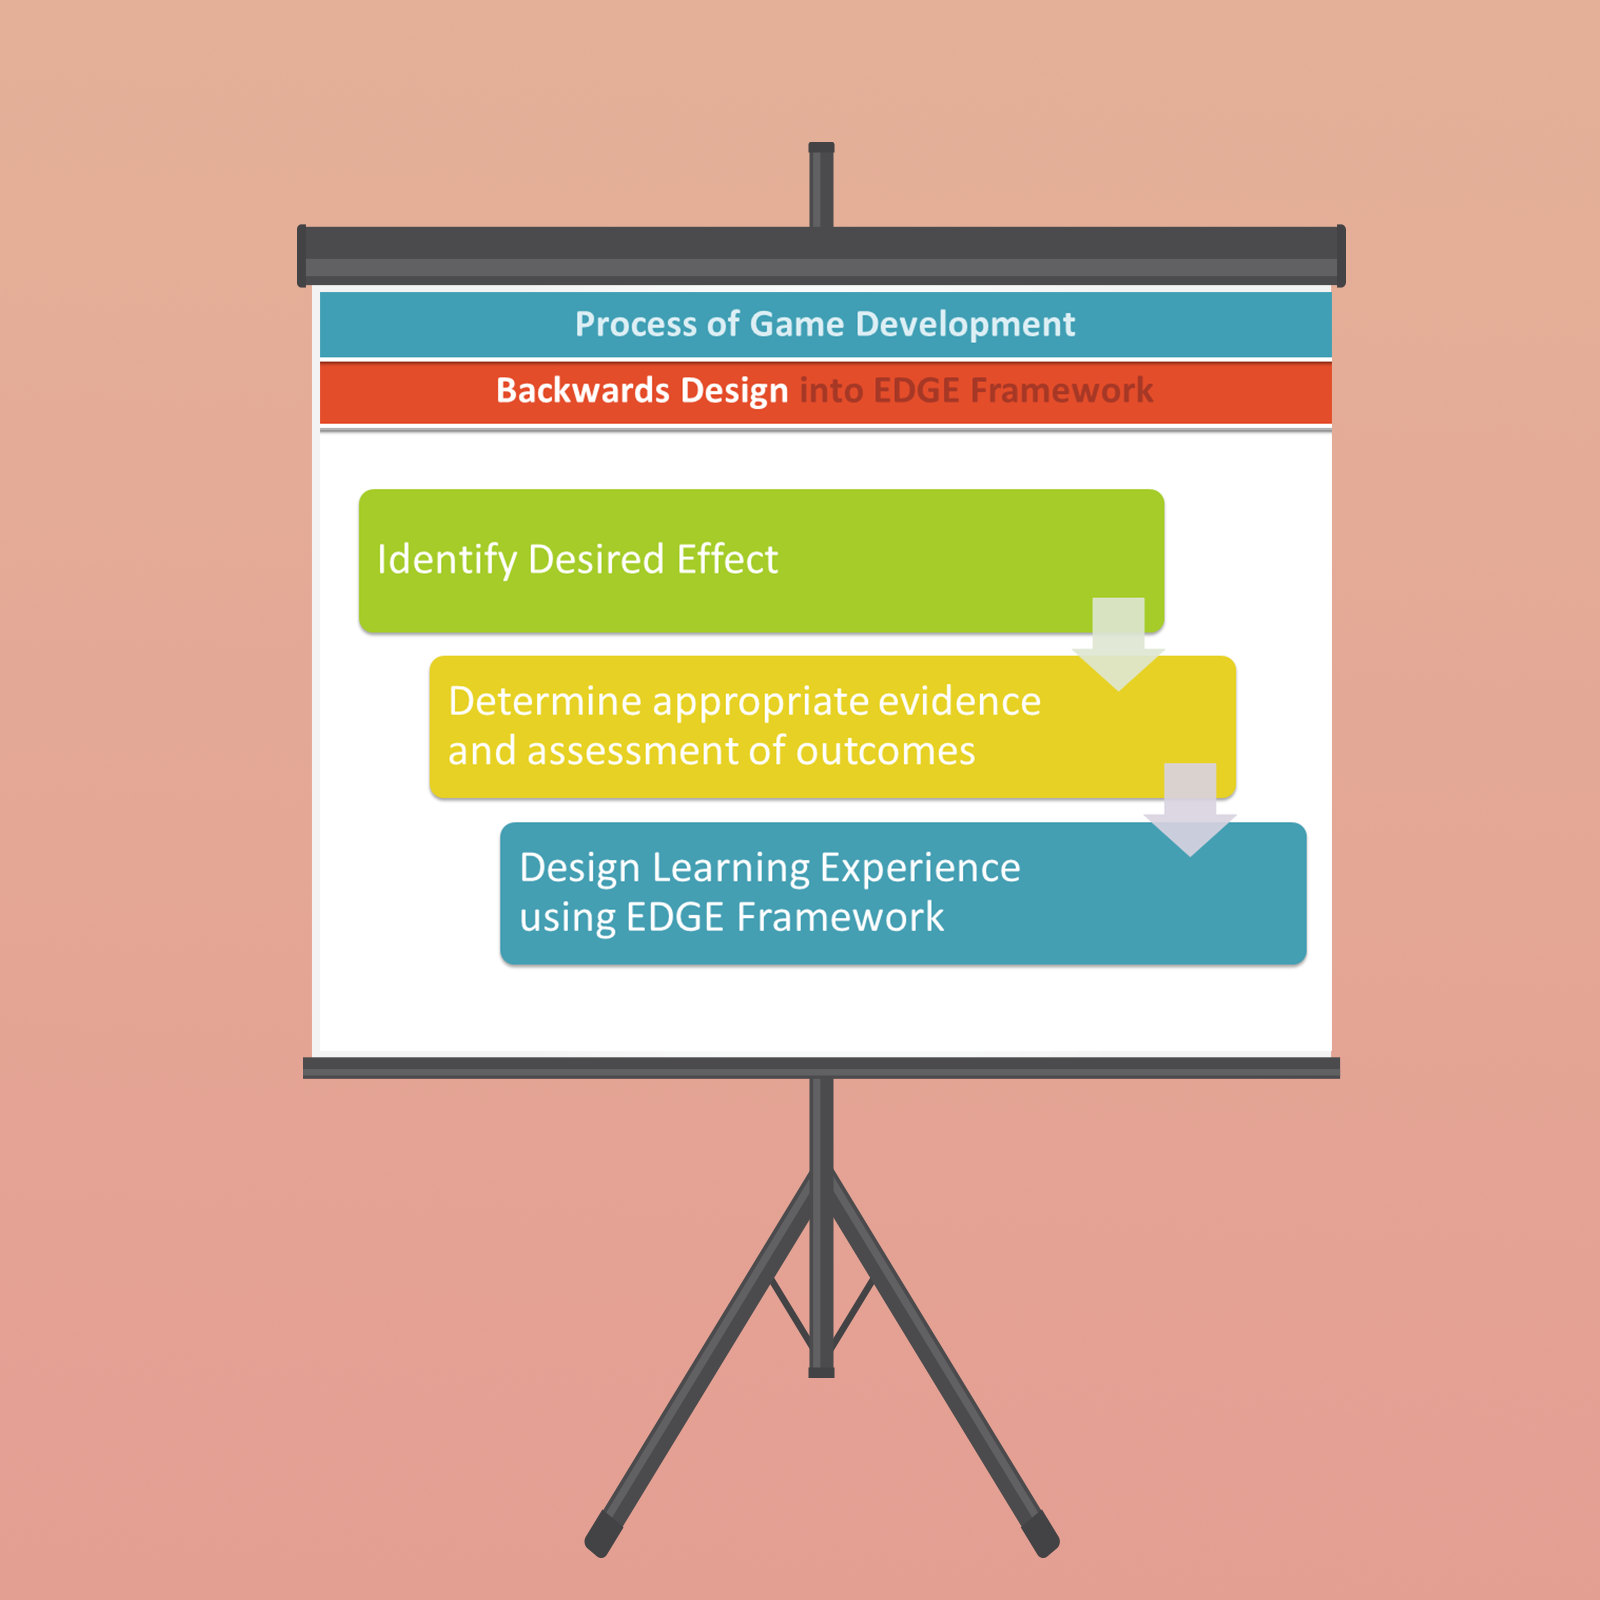 Process of Game Development
Backwards Design into EDGE Framework
Identify Desired Effect
Determine appropriate evidence
and assessment of outcomes
Design Learning Experience
using EDGE Framework